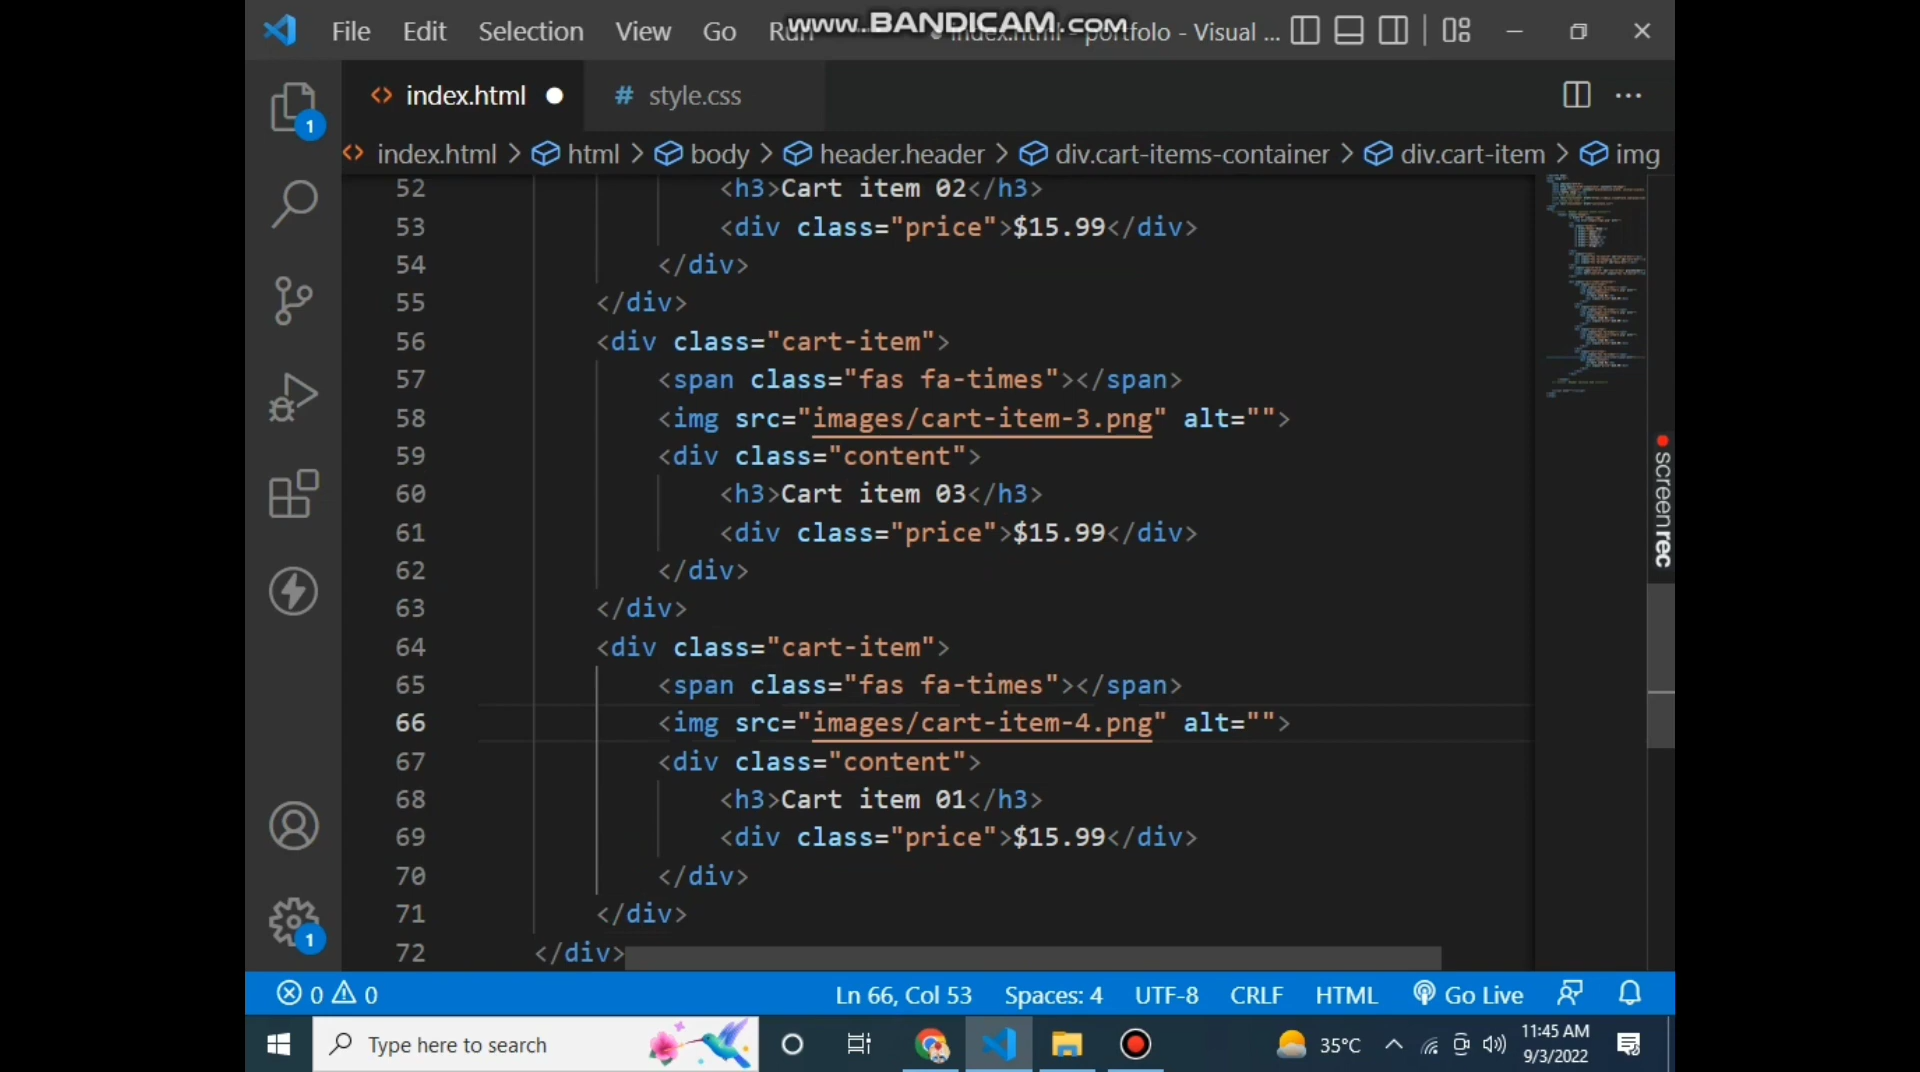 File Edit Selection View Go Run index.html - portfolo - Visual ...
www.BANDICAM.com
index.html ● # style.css
index.html > html > body > header.header > div.cart-items-container > div.cart-item > img
52 <h3>Cart item 02</h3>
53 <div class="price">$15.99</div>
54 </div>
55 </div>
56 <div class="cart-item">
57 <span class="fas fa-times"></span>
58 <img src="images/cart-item-3.png" alt="">
59 <div class="content">
60 <h3>Cart item 03</h3>
61 <div class="price">$15.99</div>
62 </div>
63 </div>
64 <div class="cart-item">
65 <span class="fas fa-times"></span>
66 <img src="images/cart-item-4.png" alt="">
67 <div class="content">
68 <h3>Cart item 01</h3>
69 <div class="price">$15.99</div>
70 </div>
71 </div>
72 </div>
1
1
screenrec
0 0 Ln 66, Col 53 Spaces: 4 UTF-8 CRLF HTML Go Live
Type here to search 35°C 11:45 AM
9/3/2022